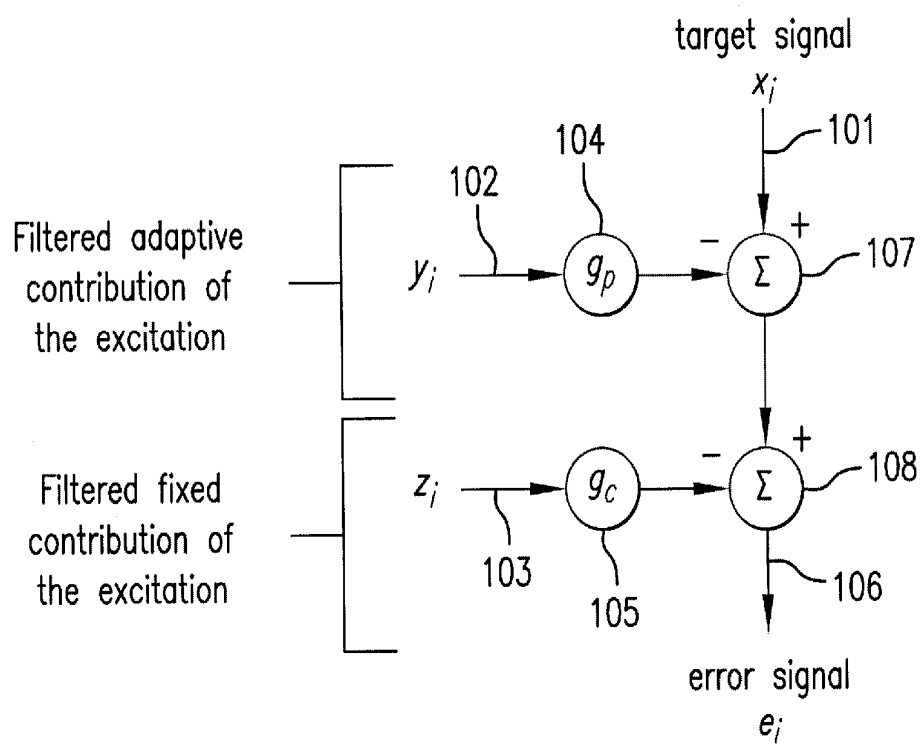 target signal
x_i
101
104
102
Filtered adaptive
contribution of
the excitation
y_i
g_p
−
+
Σ
107
Filtered fixed
contribution of
the excitation
z_i
g_c
−
+
Σ
108
103
105
106
error signal
e_i